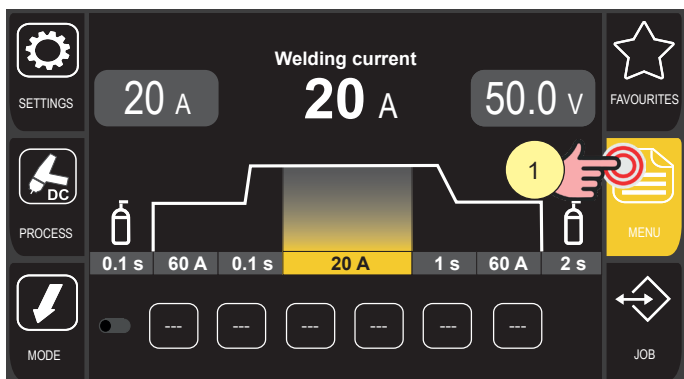 SETTINGS
Welding current
20 A
20 A
50.0 V
FAVOURITES
DC
PROCESS
1
MENU
0.1 s
60 A
0.1 s
20 A
1 s
60 A
2 s
MODE
---
---
---
---
---
---
JOB